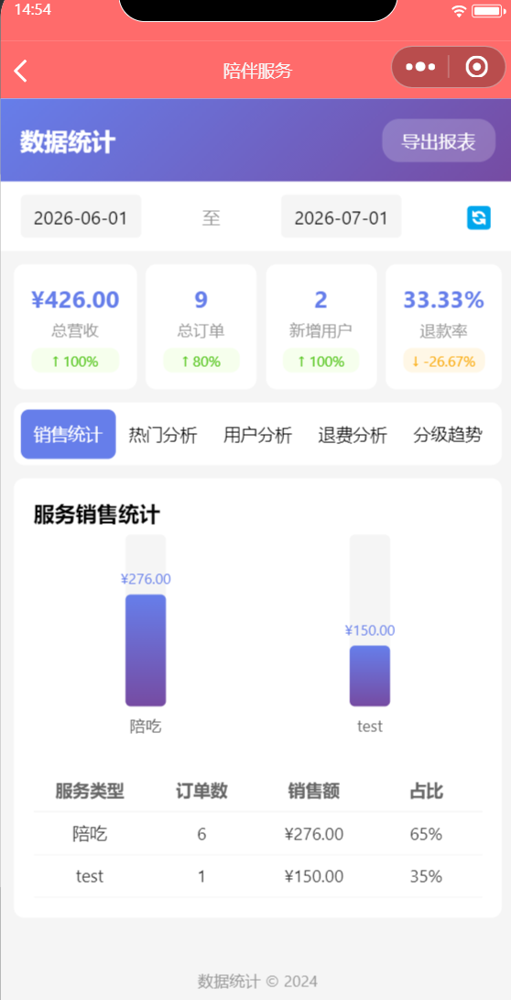 14:54
陪伴服务
数据统计 导出报表
2026-06-01 至 2026-07-01
¥426.00 9 2 33.33%
总营收 总订单 新增用户 退款率
↑ 100% ↑ 80% ↑ 100% ↓ -26.67%
销售统计 热门分析 用户分析 退费分析 分级趋势
服务销售统计
¥276.00
¥150.00
陪吃 test
服务类型 订单数 销售额 占比
陪吃 6 ¥276.00 65%
test 1 ¥150.00 35%
数据统计 © 2024